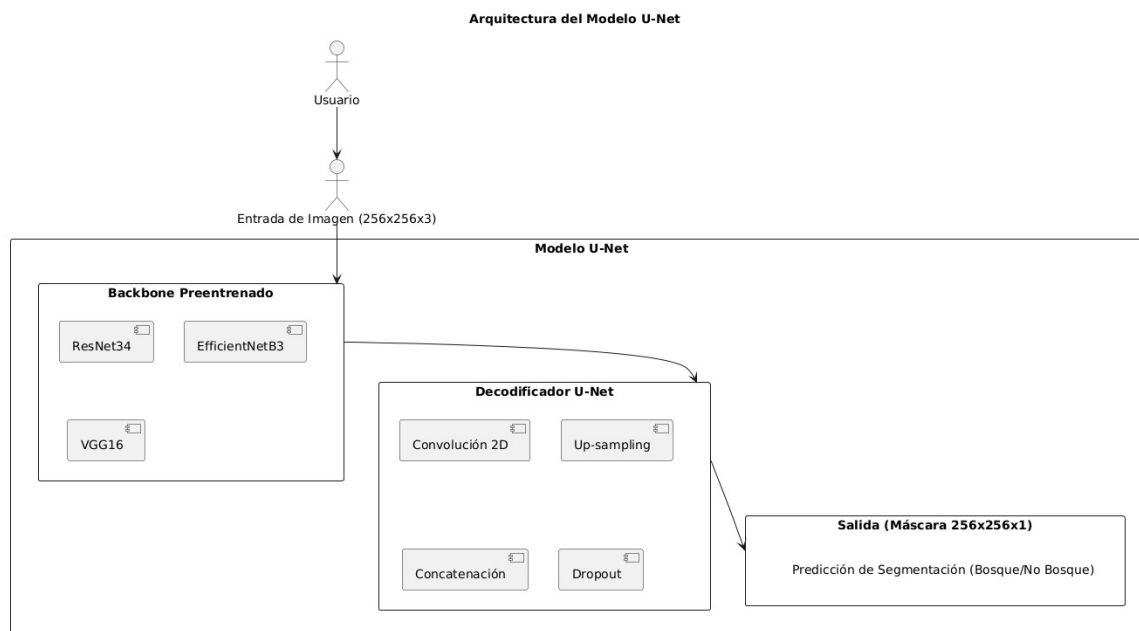 Arquitectura del Modelo U-Net
Usuario
Entrada de Imagen (256x256x3)
Modelo U-Net
Backbone Preentrenado
ResNet34
EfficientNetB3
VGG16
Decodificador U-Net
Convolución 2D
Up-sampling
Concatenación
Dropout
Salida (Máscara 256x256x1)
Predicción de Segmentación (Bosque/No Bosque)